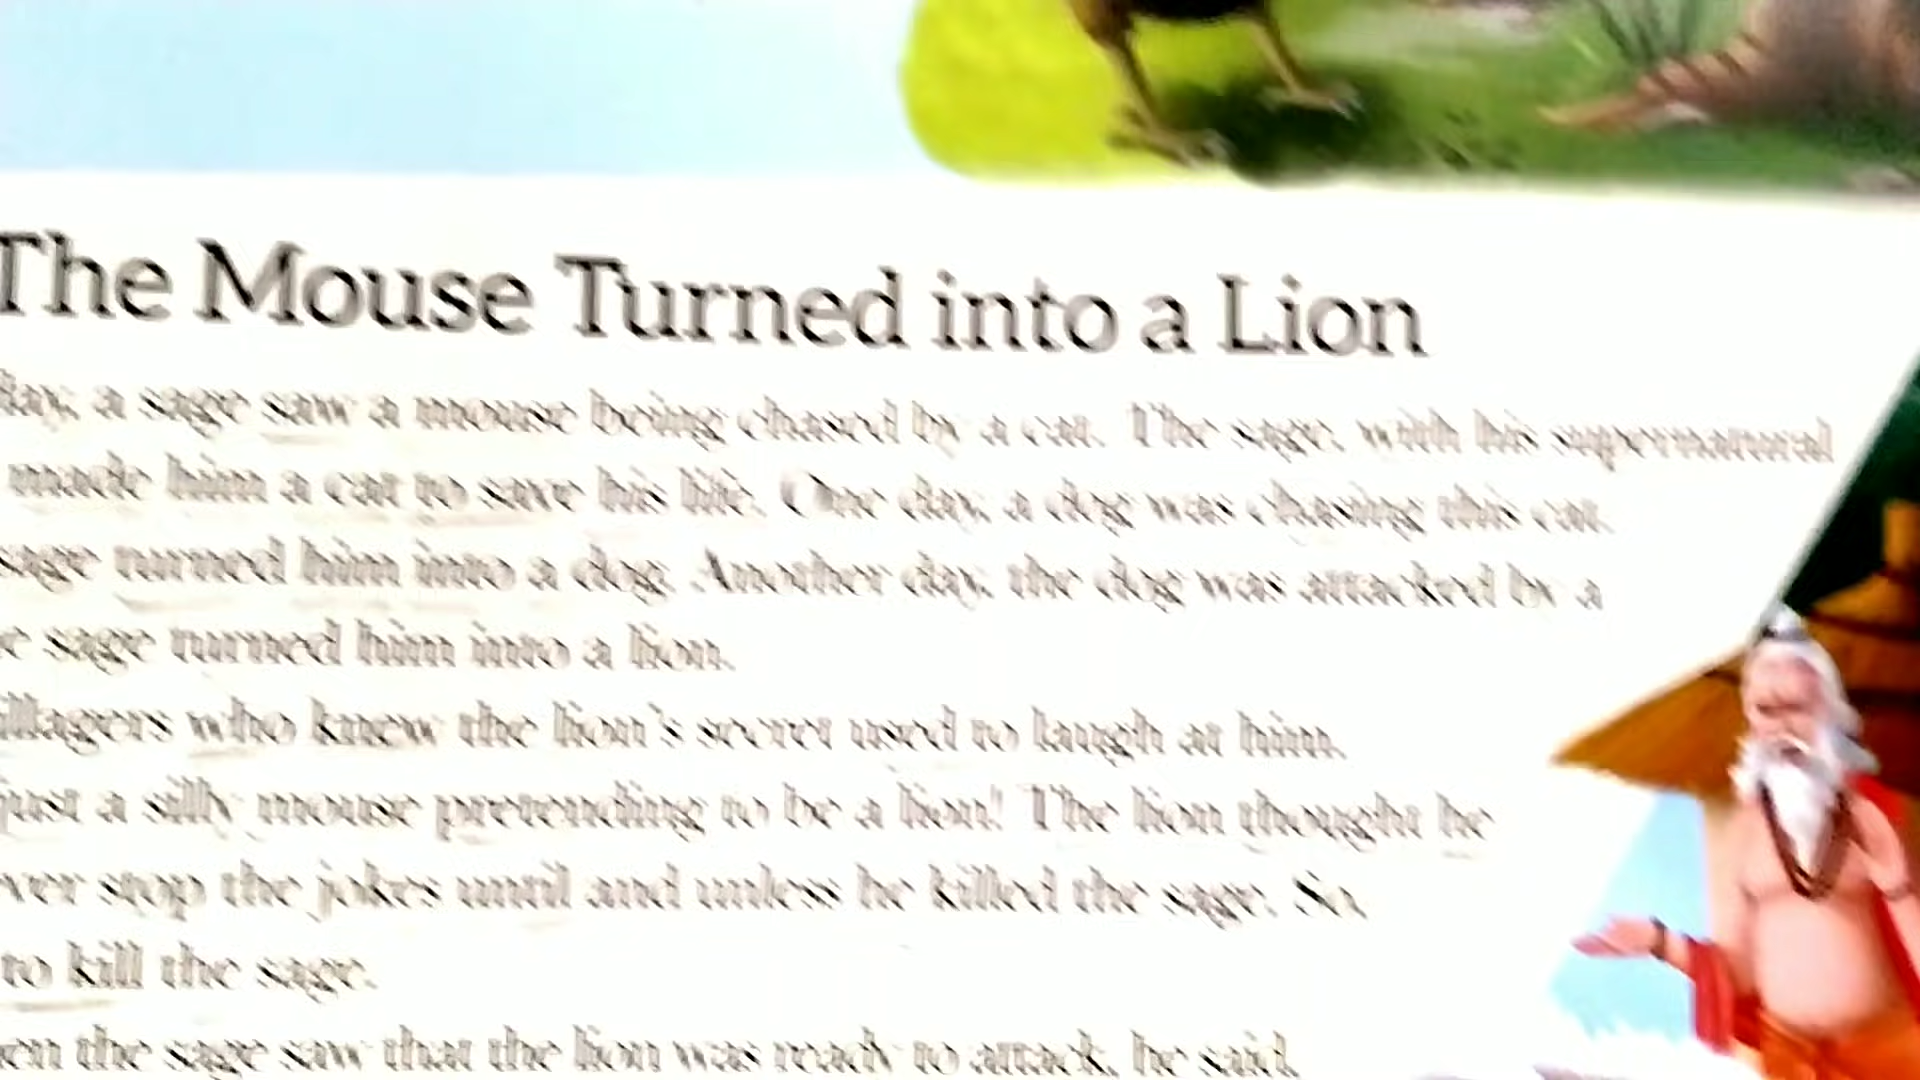 The Mouse Turned into a Lion
a sage saw a mouse being chased by a cat. The sage, with his supernatural
made him a cat to save his life. One day, a dog was chasing this cat.
sage turned him into a dog. Another day, the dog was attacked by a
sage turned him into a lion.
who knew the lion's secret used to laugh at him.
just a silly mouse pretending to be a lion! The lion thought he
stop the jokes until and unless he killed the sage. So,
to kill the sage.
the sage saw that the lion was ready to attack, he said,